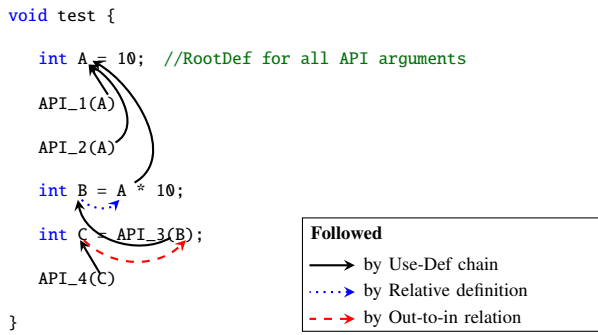 void test {
int A = 10; //RootDef for all API arguments
API_1(A)
API_2(A)
int B = A * 10;
int C = API_3(B);
API_4(C)
}
Followed
by Use-Def chain
by Relative definition
by Out-to-in relation